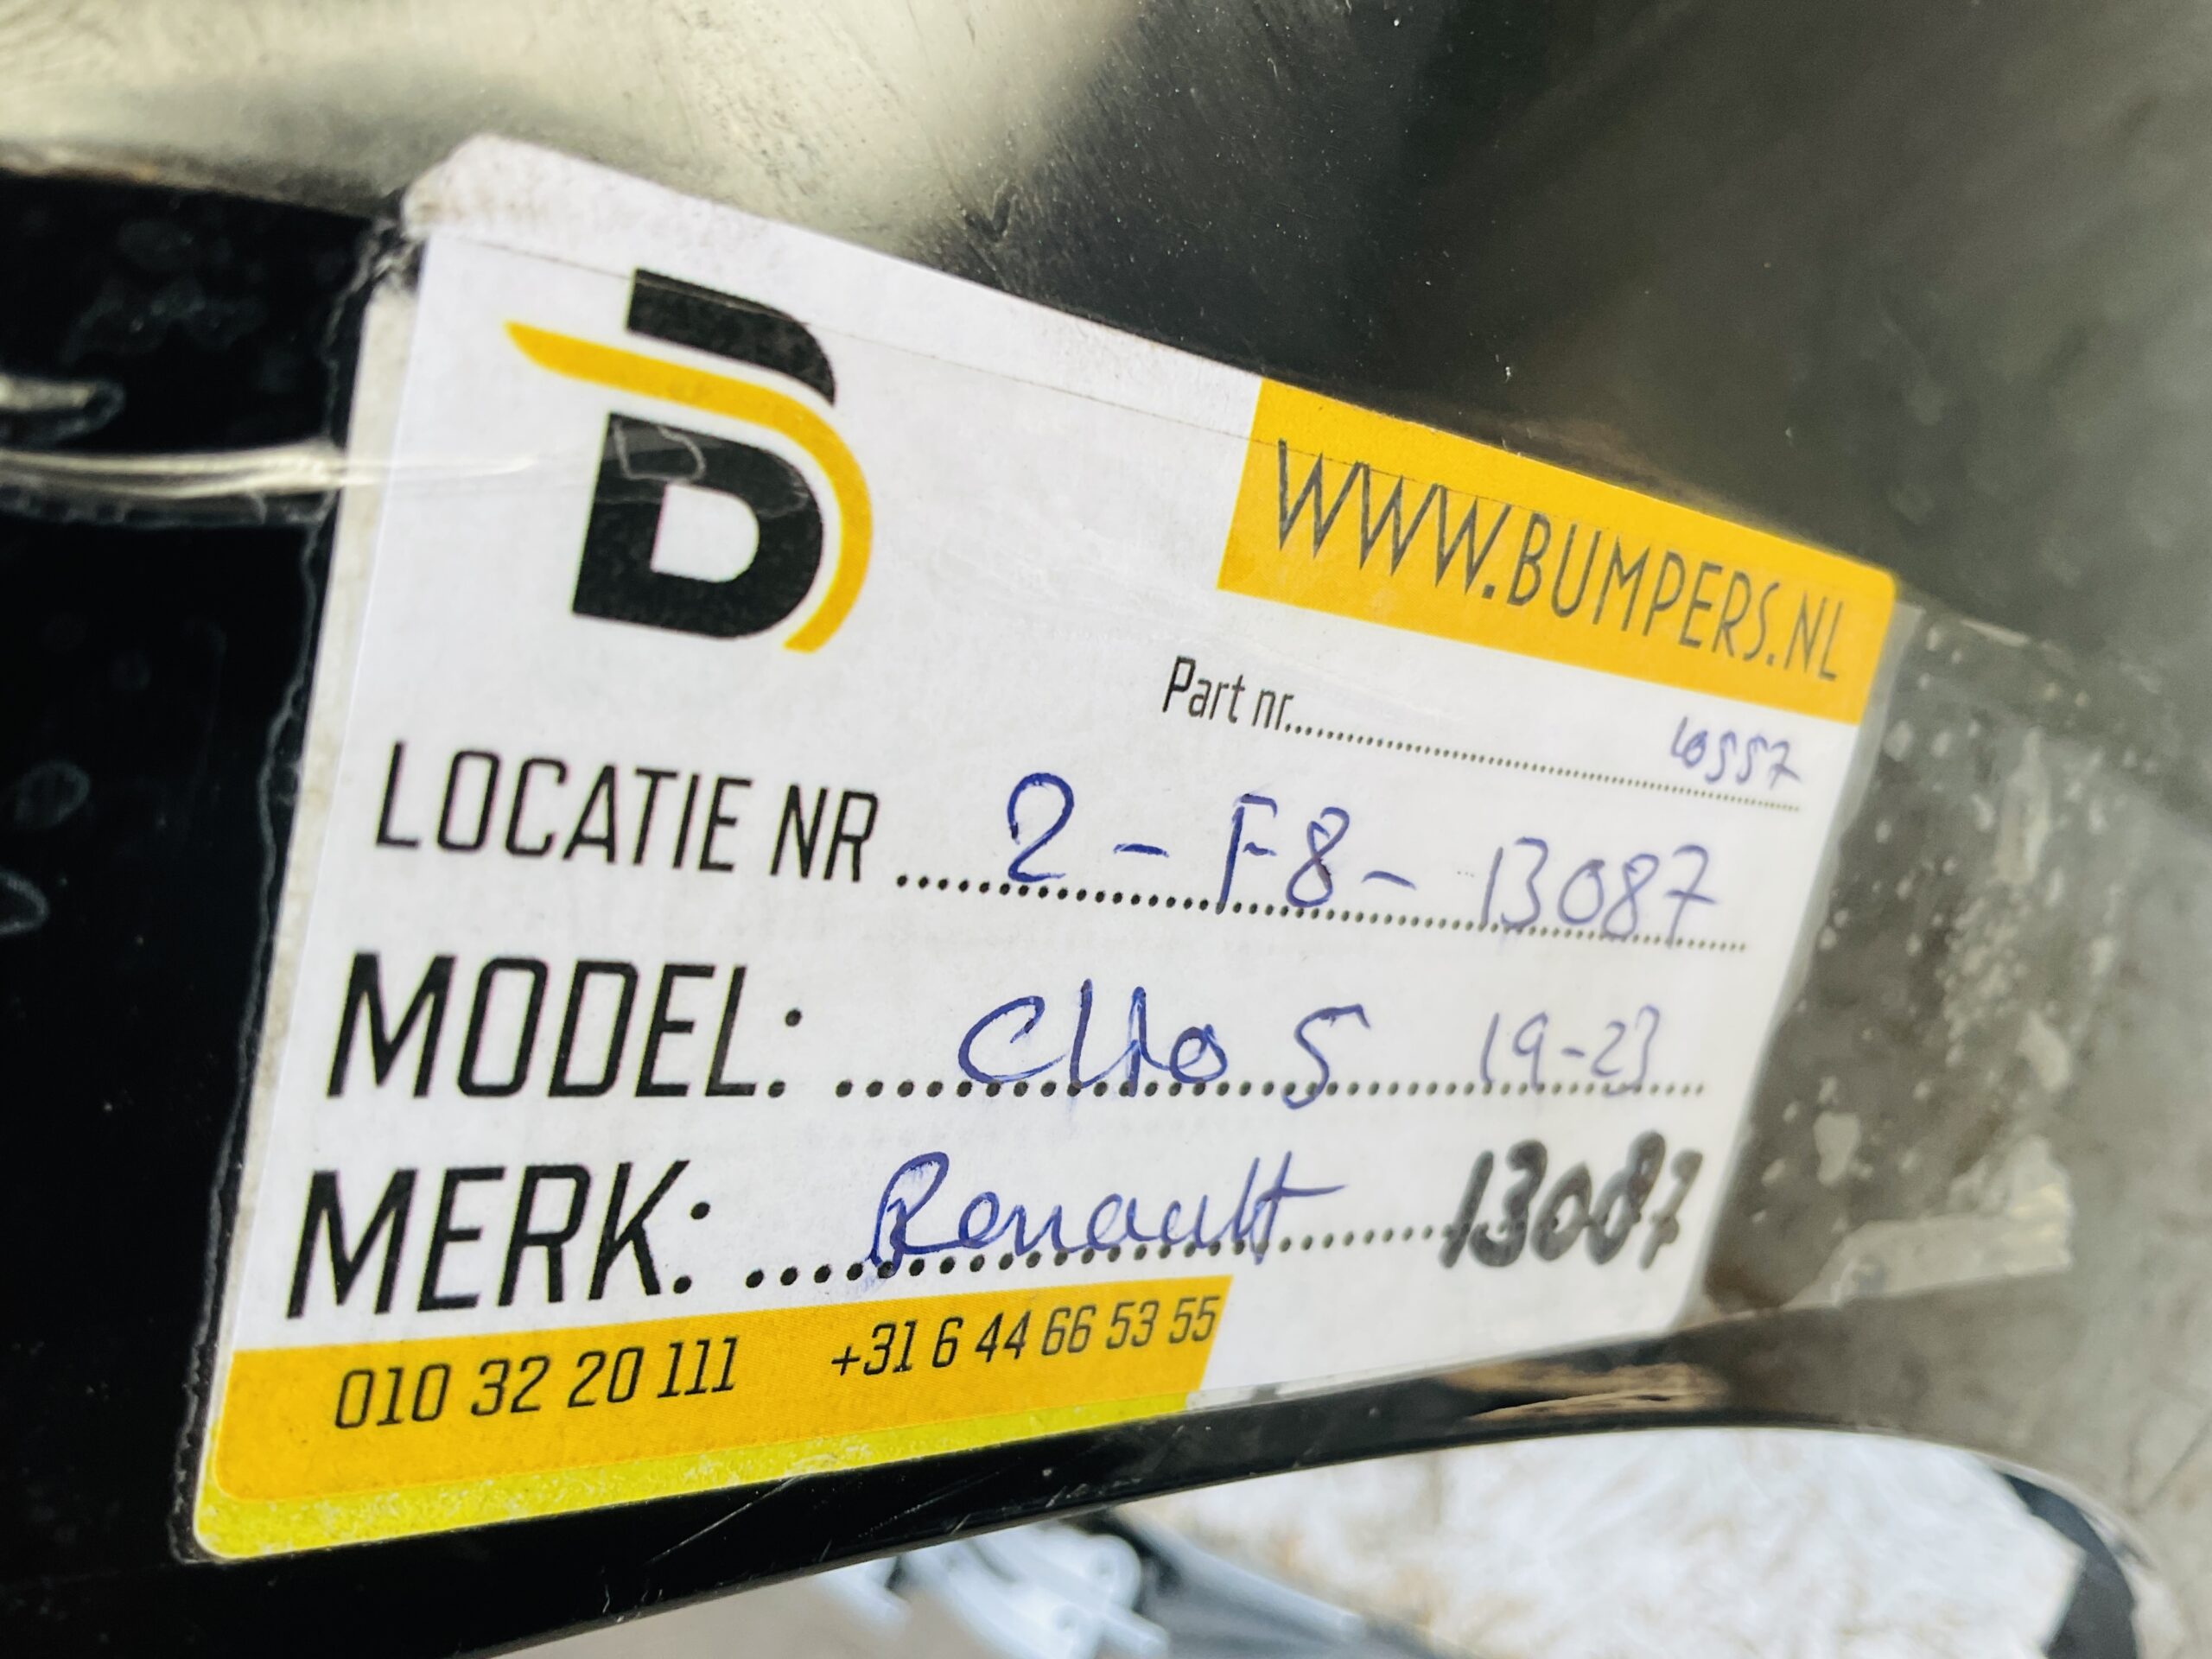 B
WWW.BUMPERS.NL
Part nr. 10557
LOCATIE NR 2 - F8 - 13087
MODEL: Clio 5 19-23
MERK: Renault 13087
010 32 20 111 +31 6 44 66 53 55